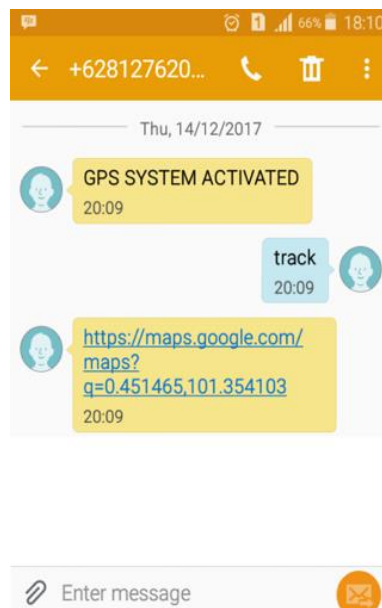 1 66% 18:10
+628127620...
Thu, 14/12/2017
GPS SYSTEM ACTIVATED
20:09
track
20:09
https://maps.google.com/
maps?
q=0.451465,101.354103
20:09
Enter message